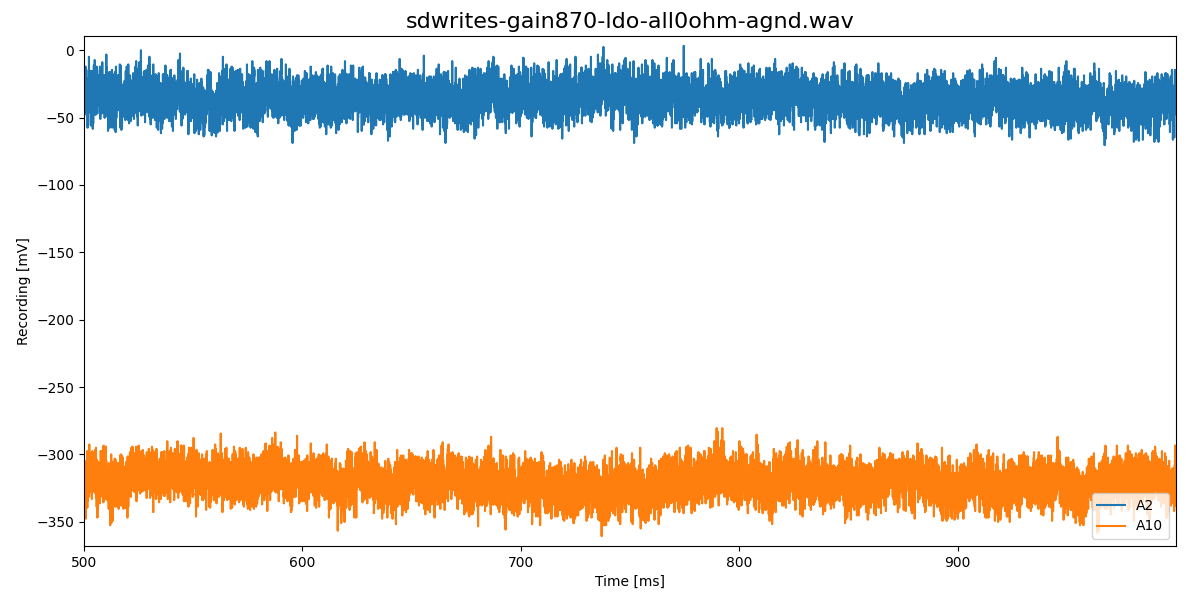 sdwrites-gain870-ldo-all0ohm-agnd.wav
0
−50
−100
−150
−200
−250
−300
−350
Recording [mV]
500 600 700 800 900
Time [ms]
A2
A10